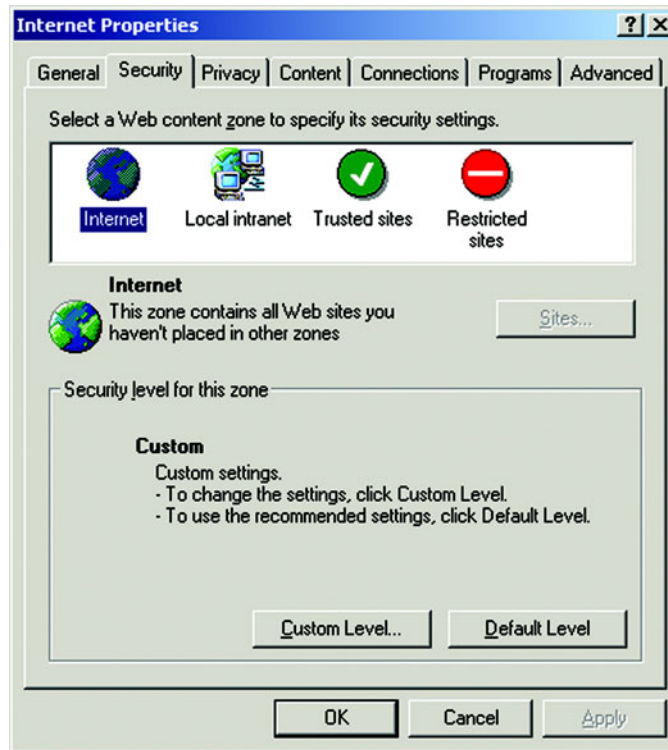 Internet Properties
General Security Privacy Content Connections Programs Advanced
Select a Web content zone to specify its security settings.
Internet Local intranet Trusted sites Restricted sites
Internet
This zone contains all Web sites you
haven't placed in other zones
Sites...
Security level for this zone
Custom
Custom settings.
- To change the settings, click Custom Level.
- To use the recommended settings, click Default Level.
Custom Level... Default Level
OK Cancel Apply